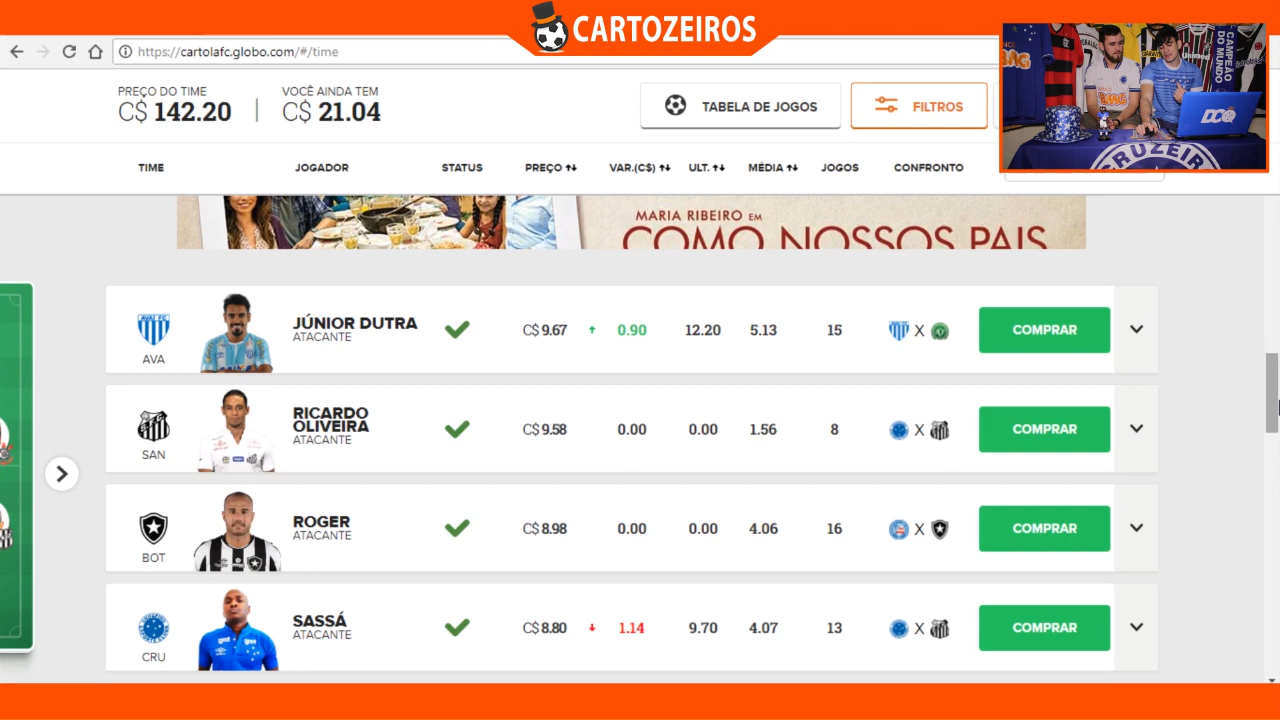 CARTOZEIROS
https://cartolafc.globo.com/#/time
PREÇO DO TIME
C$ 142.20
VOCÊ AINDA TEM
C$ 21.04
TABELA DE JOGOS
FILTROS
CAMPEÃO
DO MUNDO
CRUZEIR
TIME JOGADOR STATUS PREÇO VAR.(C$) ULT. MÉDIA JOGOS CONFRONTO
MARIA RIBEIRO EM
COMO NOSSOS PAIS
JÚNIOR DUTRA
ATACANTE
AVA
C$ 9.67 0.90 12.20 5.13 15 X COMPRAR
RICARDO
OLIVEIRA
ATACANTE
SAN
C$ 9.58 0.00 0.00 1.56 8 X COMPRAR
ROGER
ATACANTE
BOT
C$ 8.98 0.00 0.00 4.06 16 X COMPRAR
SASSÁ
ATACANTE
CRU
C$ 8.80 1.14 9.70 4.07 13 X COMPRAR